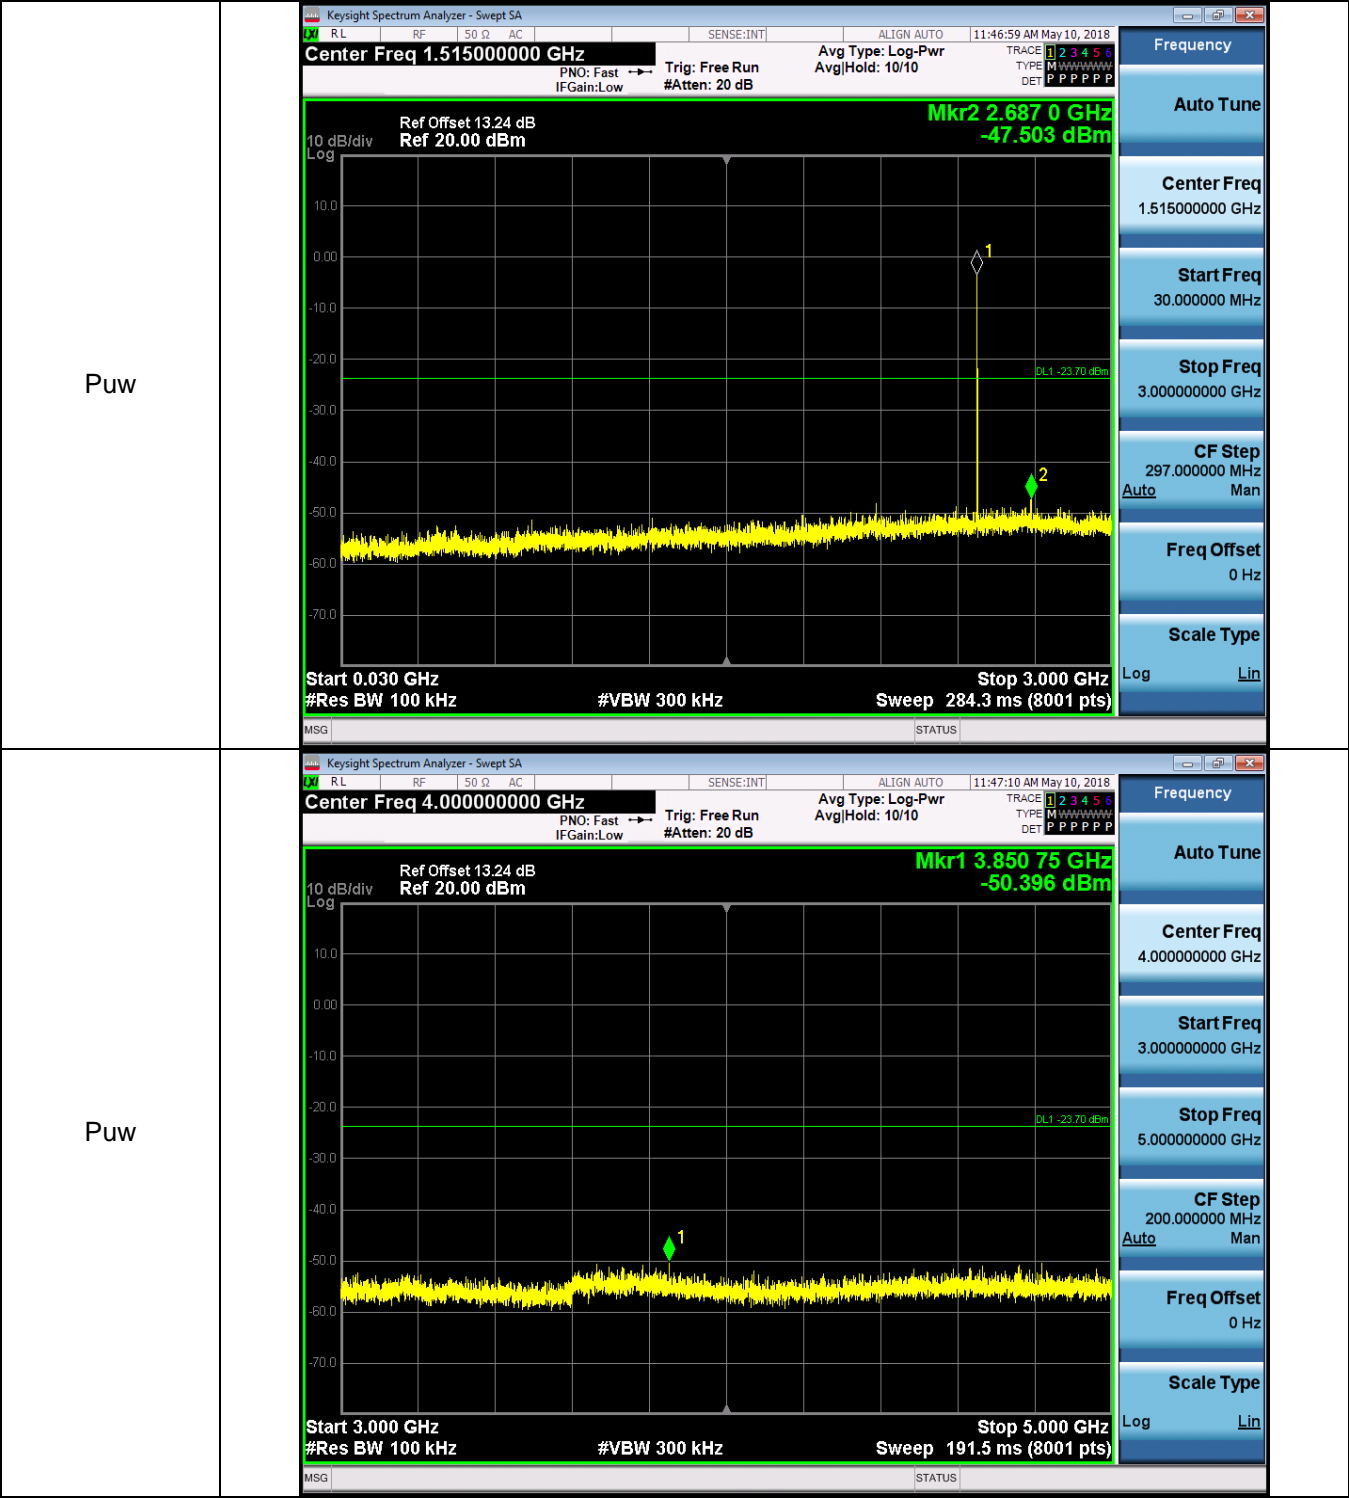 Puw
Keysight Spectrum Analyzer - Swept SA
LXI RL RF 50 Ω AC SENSE:INT ALIGN AUTO 11:46:59 AM May 10, 2018
Center Freq 1.515000000 GHz
PNO: Fast
IFGain:Low
Trig: Free Run
#Atten: 20 dB
Avg Type: Log-Pwr
Avg|Hold: 10/10
TRACE 1 2 3 4 5 6
TYPE M WWWWW
DET P P P P P P
Mkr2 2.687 0 GHz
-47.503 dBm
Ref Offset 13.24 dB
10 dB/div Ref 20.00 dBm
Log
10.0
0.00
-10.0
-20.0
-30.0
-40.0
-50.0
-60.0
-70.0
1
DL1 -23.70 dBm
2
Start 0.030 GHz
Stop 3.000 GHz
#Res BW 100 kHz
#VBW 300 kHz
Sweep 284.3 ms (8001 pts)
MSG
STATUS
Frequency
Auto Tune
Center Freq
1.515000000 GHz
Start Freq
30.000000 MHz
Stop Freq
3.000000000 GHz
CF Step
297.000000 MHz
Auto Man
Freq Offset
0 Hz
Scale Type
Log Lin
Puw
Keysight Spectrum Analyzer - Swept SA
LXI RL RF 50 Ω AC SENSE:INT ALIGN AUTO 11:47:10 AM May 10, 2018
Center Freq 4.000000000 GHz
PNO: Fast
IFGain:Low
Trig: Free Run
#Atten: 20 dB
Avg Type: Log-Pwr
Avg|Hold: 10/10
TRACE 1 2 3 4 5 6
TYPE M WWWWW
DET P P P P P P
Mkr1 3.850 75 GHz
-50.396 dBm
Ref Offset 13.24 dB
10 dB/div Ref 20.00 dBm
Log
10.0
0.00
-10.0
-20.0
-30.0
-40.0
-50.0
-60.0
-70.0
DL1 -23.70 dBm
1
Start 3.000 GHz
Stop 5.000 GHz
#Res BW 100 kHz
#VBW 300 kHz
Sweep 191.5 ms (8001 pts)
MSG
STATUS
Frequency
Auto Tune
Center Freq
4.000000000 GHz
Start Freq
3.000000000 GHz
Stop Freq
5.000000000 GHz
CF Step
200.000000 MHz
Auto Man
Freq Offset
0 Hz
Scale Type
Log Lin